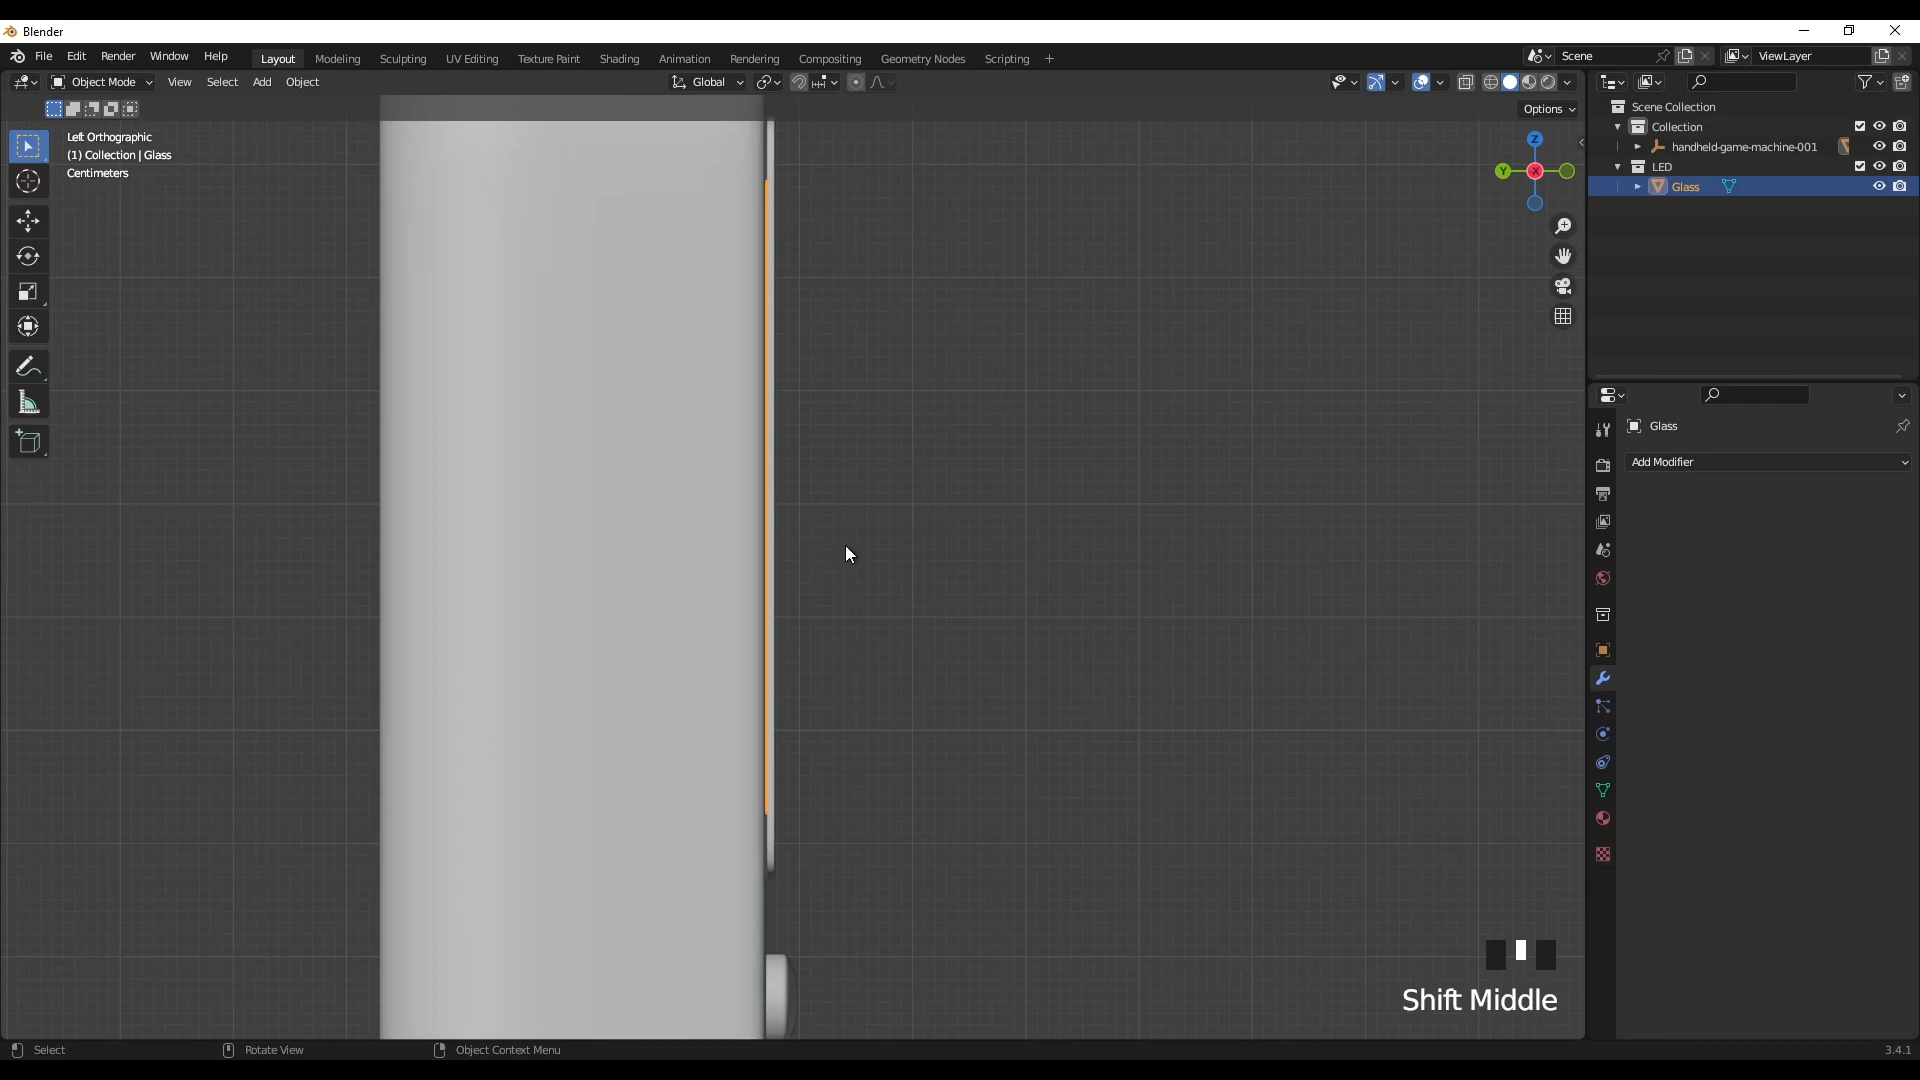 Blender
File Edit Render Window Help Layout Modeling Sculpting UV Editing Texture Paint Shading Animation Rendering Compositing Geometry Nodes Scripting + Scene ViewLayer
Object Mode View Select Add Object Global
Options
Left Orthographic
(1) Collection | Glass
Centimeters
Z
Y
X
Scene Collection
Collection
handheld-game-machine-001
LED
Glass
Glass
Add Modifier
Shift Middle
Select Rotate View Object Context Menu 3.4.1